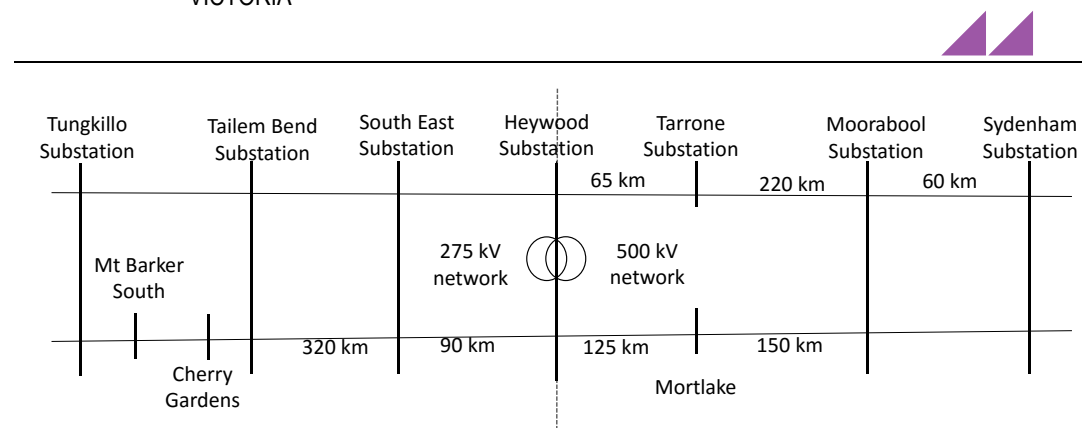 VICTORIA
Tungkillo
Substation
Tailem Bend
Substation
South East
Substation
Heywood
Substation
Tarrone
Substation
Moorabool
Substation
Sydenham
Substation
65 km
220 km
60 km
275 kV
network
500 kV
network
Mt Barker
South
320 km
90 km
125 km
150 km
Cherry
Gardens
Mortlake